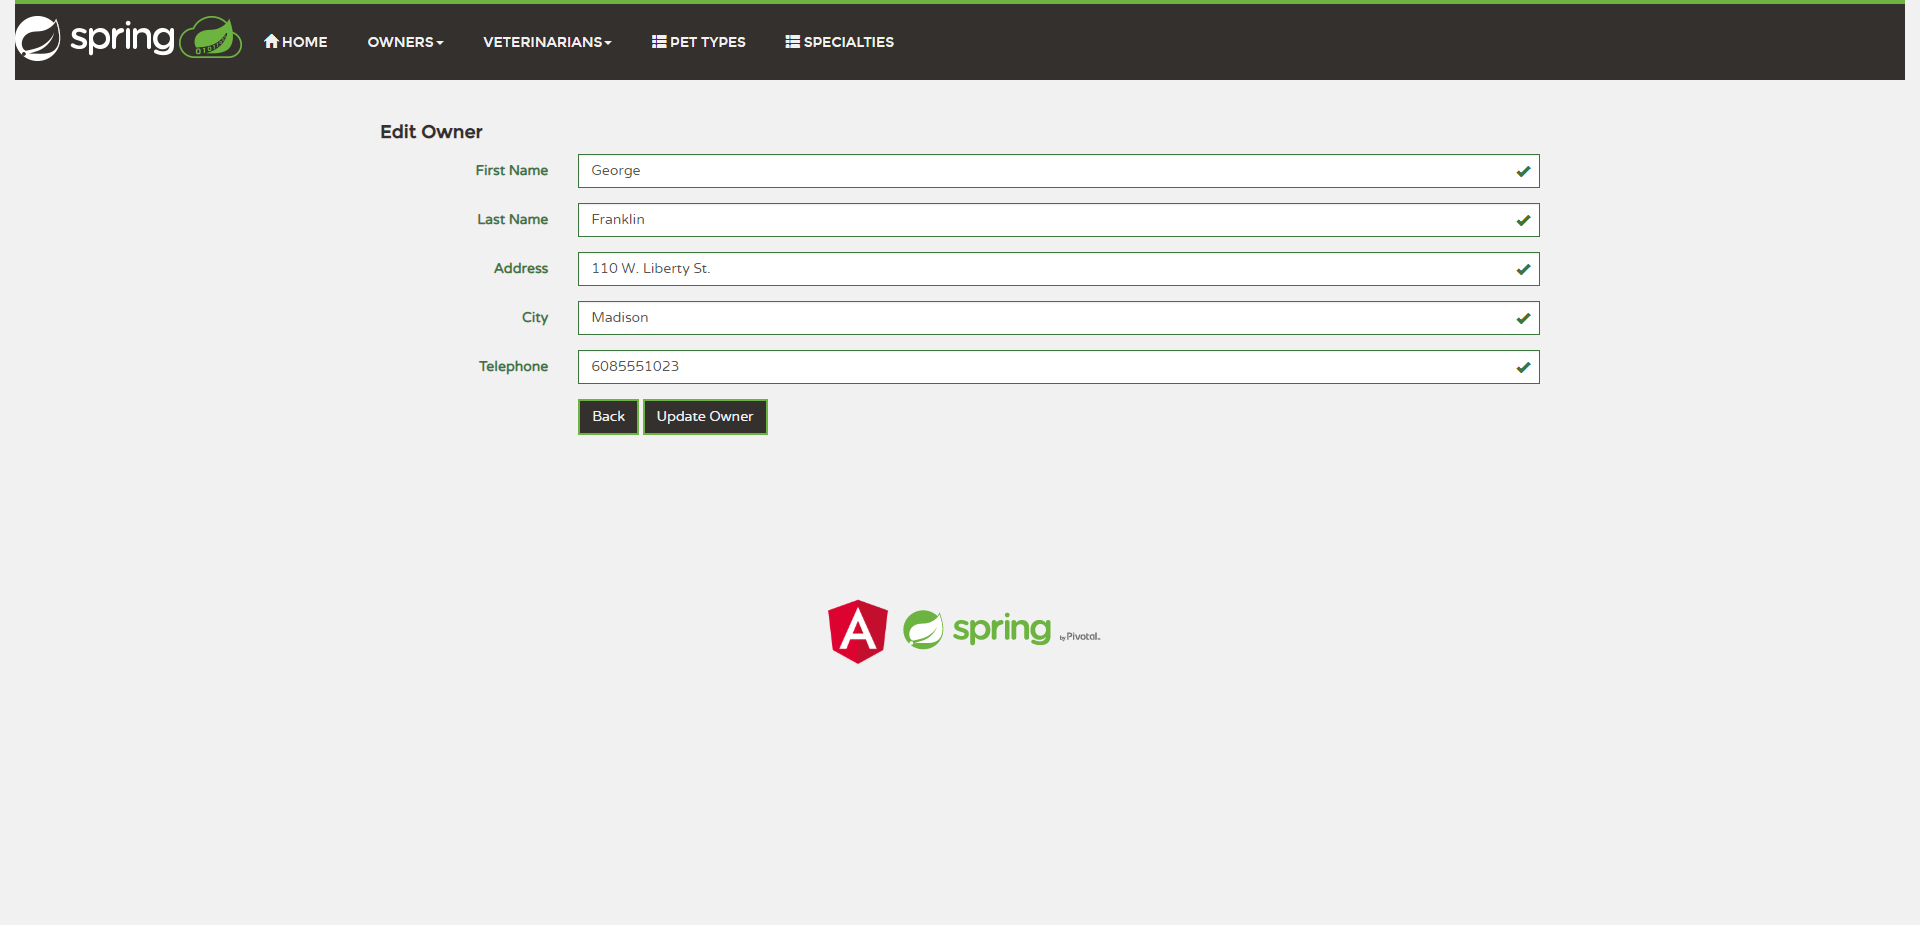 spring HOME OWNERS VETERINARIANS PET TYPES SPECIALTIES
Edit Owner
First Name George
Last Name Franklin
Address 110 W. Liberty St.
City Madison
Telephone 6085551023
Back Update Owner
A spring by Pivotal.